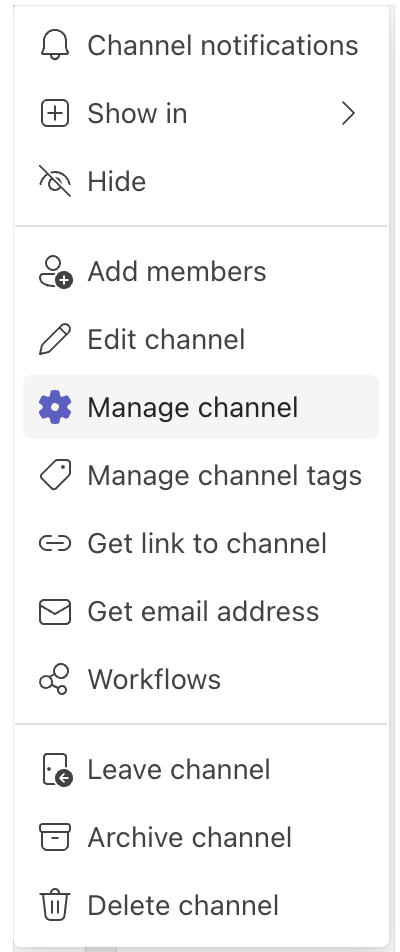 Channel notifications
Show in
Hide
Add members
Edit channel
Manage channel
Manage channel tags
Get link to channel
Get email address
Workflows
Leave channel
Archive channel
Delete channel